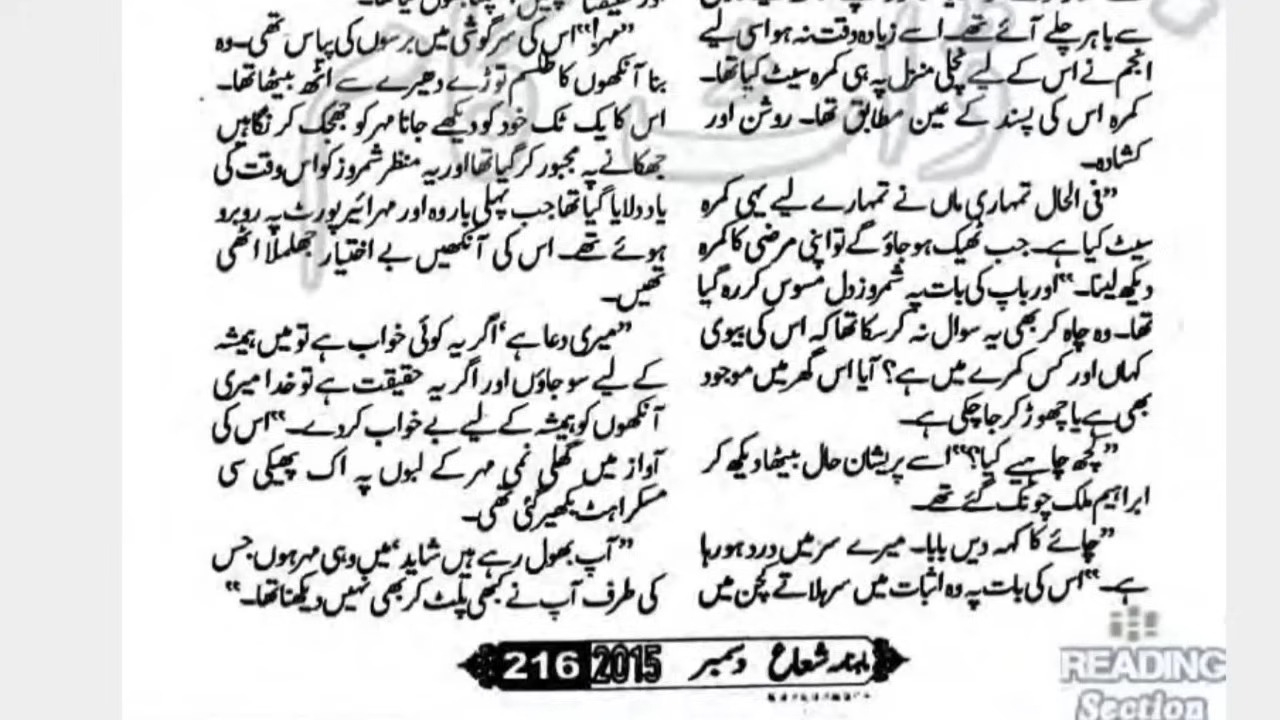 سے باہر چلے آئے تھے۔ اسے زیادہ وقت نہ ہو اسی لیے
انجم نے اس کے لیے نچلی منزل پہ ہی کمرہ سیٹ کیا تھا۔
کمرہ اس کی پسند کے عین مطابق تھا۔ روشن اور
کشادہ۔
”فی الحال تمہاری ماں نے تمہارے لیے یہی کمرہ
سیٹ کیا ہے۔ جب ٹھیک ہو جاؤ گے تو اپنی مرضی کا کمرہ
دیکھ لینا۔“ اور باپ کی بات پہ شمروز دل مسوس کر رہ گیا
تھا۔ وہ چاہ کر بھی یہ سوال نہ کر سکا تھا کہ اس کی بیوی
کہاں اور کس کمرے میں ہے؟ آیا اس گھر میں موجود
بھی ہے یا چھوڑ کر جا چکی ہے۔
”کچھ چاہیے کیا؟“ اسے پریشان حال بیٹھا دیکھ کر
ابراہیم ملک چونک گئے تھے۔
”چائے کا کہہ دیں بابا۔ میرے سر میں درد ہو رہا
ہے۔“ اس کی بات پہ وہ اثبات میں سر ہلاتے کچن میں
”مہر!“ اس کی سرگوشی میں برسوں کی پیاس تھی۔ وہ
بنا آنکھوں کا طلسم توڑے دھیرے سے اٹھ بیٹھا تھا۔
اس کا یک ٹک خود کو دیکھے جانا مہر کو جھجک کر نگاہیں
جھکانے پہ مجبور کر گیا تھا اور یہ منظر شمروز کو اس وقت کی
یاد دلایا گیا تھا جب پہلی بار وہ اور مہر ائیرپورٹ پہ روبرو
ہوئے تھے۔ اس کی آنکھیں بے اختیار جھلملا اٹھی
تھیں۔
”میری دعا ہے، اگر یہ کوئی خواب ہے تو میں ہمیشہ
کے لیے سو جاؤں اور اگر یہ حقیقت ہے تو خدا میری
آنکھوں کو ہمیشہ کے لیے بے خواب کر دے۔“ اس کی
آواز میں گھلی نمی مہر کے لبوں پہ اک پھیکی سی
مسکراہٹ بکھیر گئی تھی۔
”آپ بھول رہے ہیں شاید، میں وہی مہر ہوں جس
کی طرف آپ نے کبھی پلٹ کر بھی نہیں دیکھنا تھا۔“
ماہنامہ شعاع دسمبر 2015 216
READING
Section